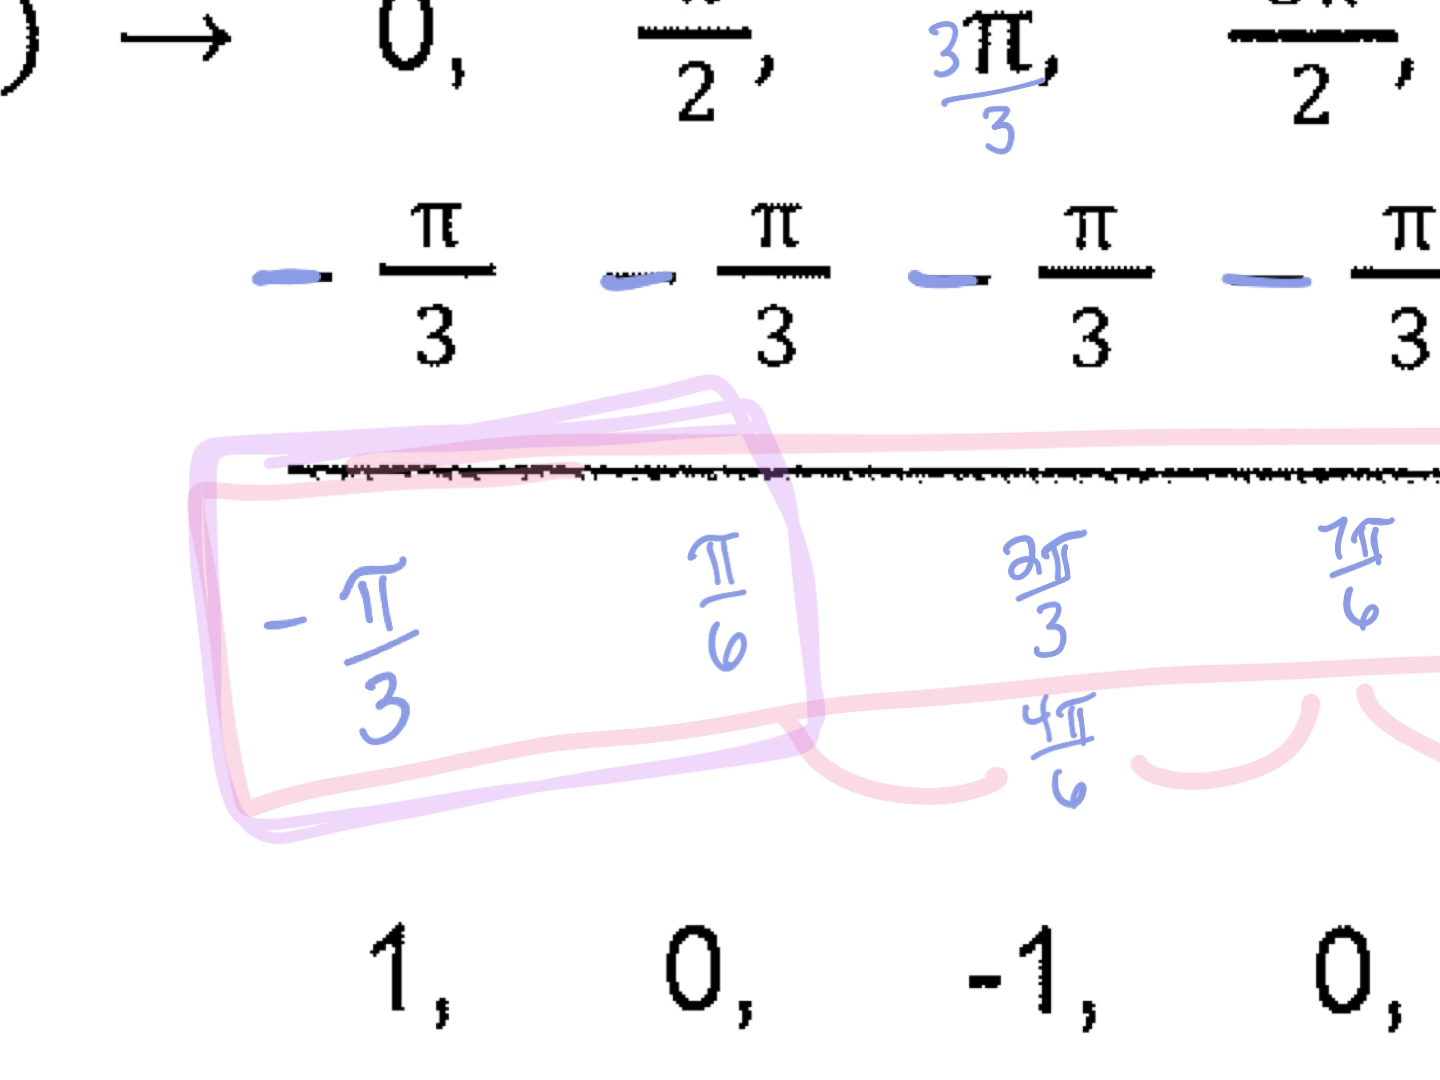 ) → 0, π/2, 3π/3, 3π/2,
- π/3 - π/3 - π/3 - π/3
- π/3 π/6 2π/3 7π/6
4π/6
1, 0, -1, 0,